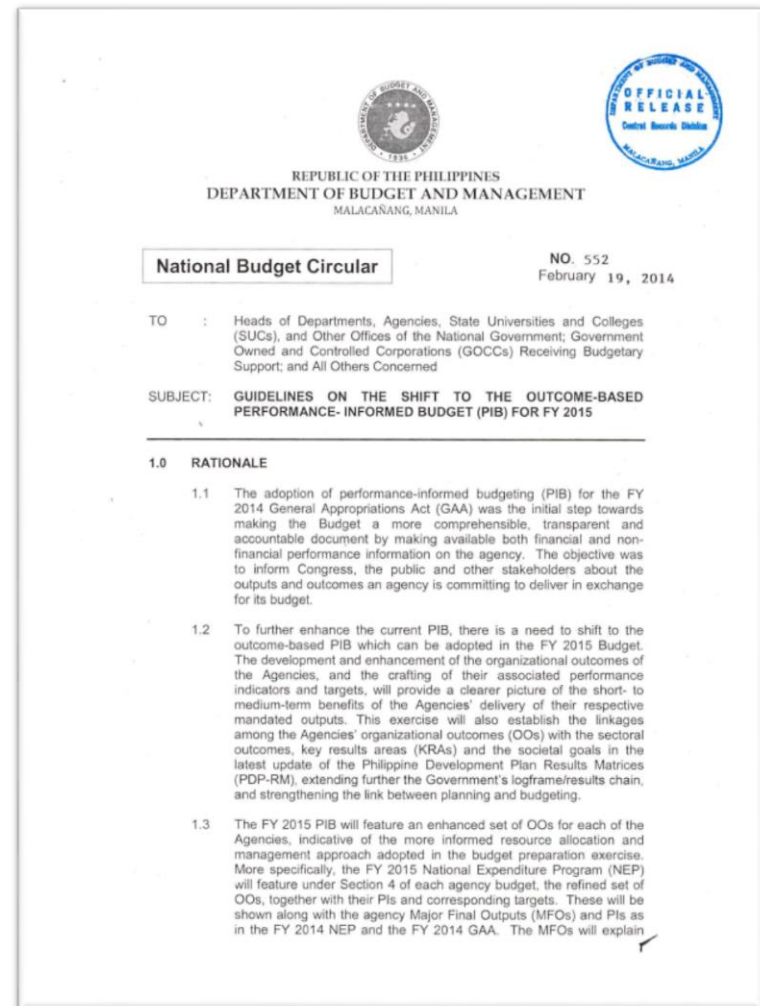 DEPARTMENT OF BUDGET AND MANAGEMENT
1936
DEPARTMENT OF BUDGET AND MANAGEMENT
OFFICIAL
RELEASE
Central Records Division
MALACAÑANG, MANILA
REPUBLIC OF THE PHILIPPINES
DEPARTMENT OF BUDGET AND MANAGEMENT
MALACAÑANG, MANILA
National Budget Circular
NO. 552
February 19, 2014
TO : Heads of Departments, Agencies, State Universities and Colleges
(SUCs), and Other Offices of the National Government; Government
Owned and Controlled Corporations (GOCCs) Receiving Budgetary
Support; and All Others Concerned
SUBJECT: GUIDELINES ON THE SHIFT TO THE OUTCOME-BASED
PERFORMANCE- INFORMED BUDGET (PIB) FOR FY 2015
1.0 RATIONALE
1.1 The adoption of performance-informed budgeting (PIB) for the FY
2014 General Appropriations Act (GAA) was the initial step towards
making the Budget a more comprehensible, transparent and
accountable document by making available both financial and non-
financial performance information on the agency. The objective was
to inform Congress, the public and other stakeholders about the
outputs and outcomes an agency is committing to deliver in exchange
for its budget.
1.2 To further enhance the current PIB, there is a need to shift to the
outcome-based PIB which can be adopted in the FY 2015 Budget.
The development and enhancement of the organizational outcomes of
the Agencies, and the crafting of their associated performance
indicators and targets, will provide a clearer picture of the short- to
medium-term benefits of the Agencies' delivery of their respective
mandated outputs. This exercise will also establish the linkages
among the Agencies' organizational outcomes (OOs) with the sectoral
outcomes, key results areas (KRAs) and the societal goals in the
latest update of the Philippine Development Plan Results Matrices
(PDP-RM), extending further the Government's logframe/results chain,
and strengthening the link between planning and budgeting.
1.3 The FY 2015 PIB will feature an enhanced set of OOs for each of the
Agencies, indicative of the more informed resource allocation and
management approach adopted in the budget preparation exercise.
More specifically, the FY 2015 National Expenditure Program (NEP)
will feature under Section 4 of each agency budget, the refined set of
OOs, together with their PIs and corresponding targets. These will be
shown along with the agency Major Final Outputs (MFOs) and PIs as
in the FY 2014 NEP and the FY 2014 GAA. The MFOs will explain